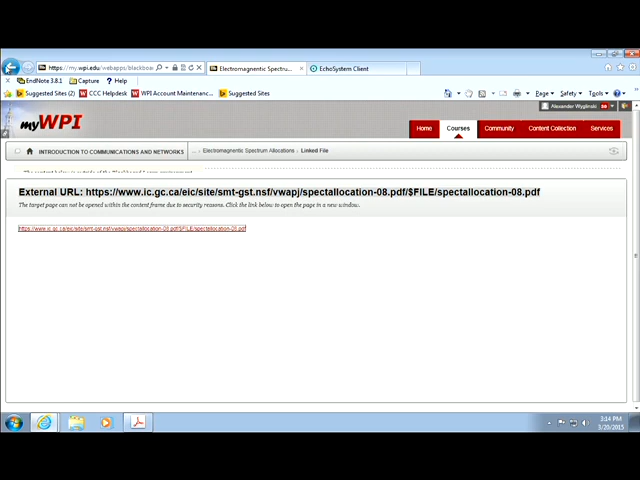 https://my.wpi.edu/webapps/blackboa
Electromagnentic Spectru...
EchoSystem Client
EndNote 3.8.1
Capture
Help
Suggested Sites (2)
CCC Helpdesk
WPI Account Maintenanc...
Suggested Sites
Page
Safety
Tools
Alexander Wyglinski
myWPI
Home
Courses
Community
Content Collection
Services
INTRODUCTION TO COMMUNICATIONS AND NETWORKS
... Electromagnentic Spectrum Allocations
Linked File
External URL: https://www.ic.gc.ca/eic/site/smt-gst.nsf/vwapj/spectallocation-08.pdf/$FILE/spectallocation-08.pdf
The target page can not be opened within the content frame due to security reasons. Click the link below to open the page in a new window.
https://www.ic.gc.ca/eic/site/smt-gst.nsf/vwapj/spectallocation-08.pdf/$FILE/spectallocation-08.pdf
3:14 PM
3/20/2015